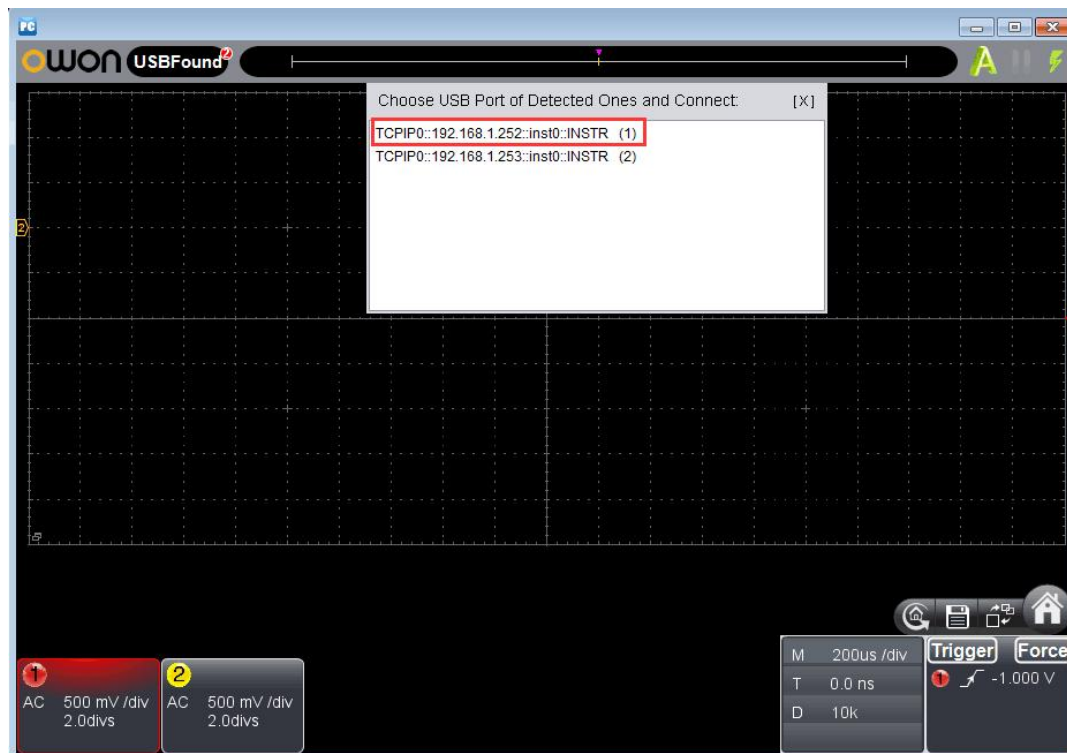 PC
owon USBFound 2
A
Choose USB Port of Detected Ones and Connect: [X]
TCPIP0::192.168.1.252::inst0::INSTR (1)
TCPIP0::192.168.1.253::inst0::INSTR (2)
2
1
AC 500 mV /div
2.0divs
2
AC 500 mV /div
2.0divs
M 200us /div
T 0.0 ns
D 10k
Trigger Force
1 -1.000 V